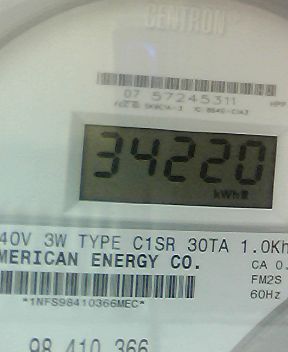 CENTRON
07 57245311
34220
kWh
40V 3W TYPE C1SR 30TA 1.0Kh
MERICAN ENERGY CO.
CA 0.
FM2S
60Hz
*1NFS98410366MEC*
98 410 366